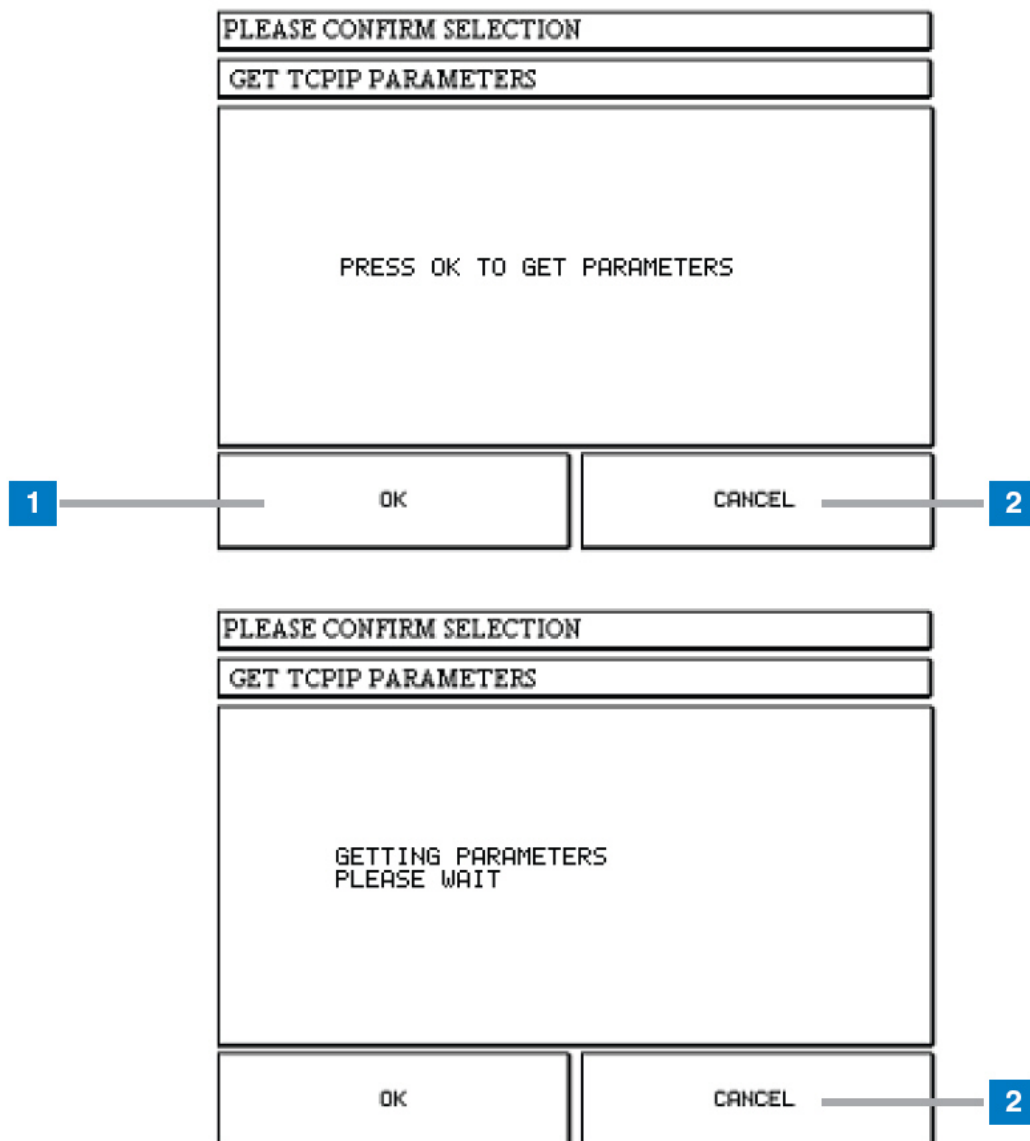 PLEASE CONFIRM SELECTION
GET TCPIP PARAMETERS
PRESS OK TO GET PARAMETERS
1 OK CANCEL 2
PLEASE CONFIRM SELECTION
GET TCPIP PARAMETERS
GETTING PARAMETERS
PLEASE WAIT
OK CANCEL 2